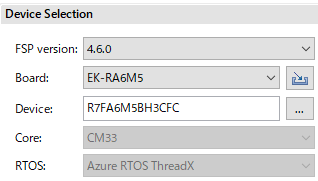 Device Selection
FSP version: 4.6.0
Board: EK-RA6M5
Device: R7FA6M5BH3CFC ...
Core: CM33
RTOS: Azure RTOS ThreadX